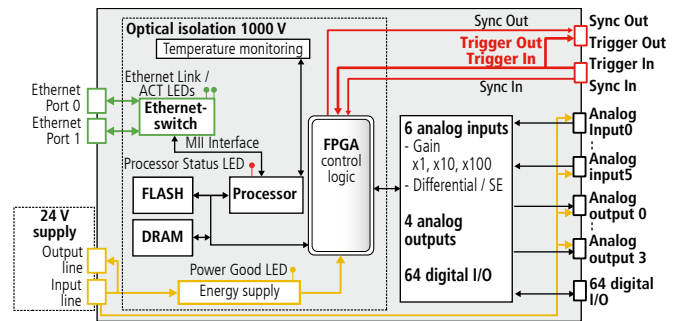 Optical isolation 1000 V
Temperature monitoring
Sync Out
Trigger Out
Trigger In
Sync In
Sync Out
Trigger Out
Trigger In
Sync In
Ethernet
Port 0
Ethernet
Port 1
Ethernet Link /
ACT LEDs
Ethernet-
switch
MII Interface
Processor Status LED
FLASH
Processor
DRAM
FPGA
control
logic
6 analog inputs
- Gain
x1, x10, x100
- Differential / SE
4 analog
outputs
64 digital I/O
Analog
Input0
Analog
input5
Analog
output 0
Analog
output 3
64 digital
I/O
24 V
supply
Output
line
Input
line
Power Good LED
Energy supply